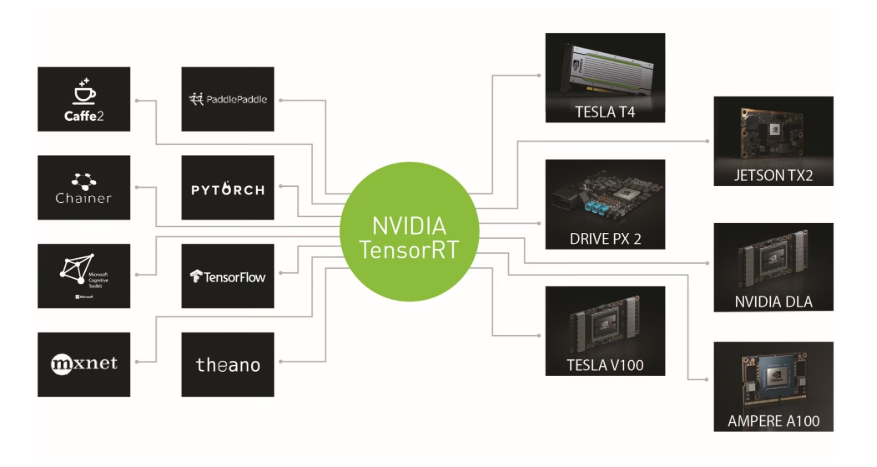 Caffe2
PaddlePaddle
Chainer
PYTORCH
Microsoft
Cognitive
Toolkit
Microsoft
TensorFlow
mxnet
theano
NVIDIA
TensorRT
TESLA T4
JETSON TX2
DRIVE PX 2
NVIDIA DLA
TESLA V100
AMPERE A100